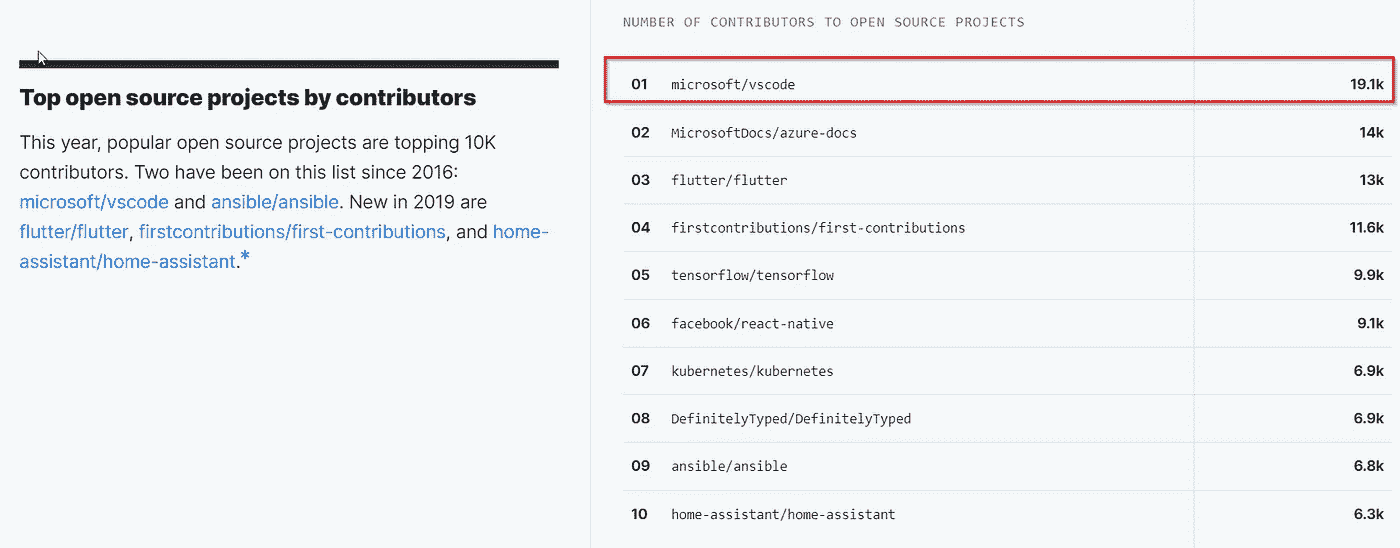 Top open source projects by contributors
This year, popular open source projects are topping 10K
contributors. Two have been on this list since 2016:
microsoft/vscode and ansible/ansible. New in 2019 are
flutter/flutter, firstcontributions/first-contributions, and home-
assistant/home-assistant.*
NUMBER OF CONTRIBUTORS TO OPEN SOURCE PROJECTS
01 microsoft/vscode 19.1k
02 MicrosoftDocs/azure-docs 14k
03 flutter/flutter 13k
04 firstcontributions/first-contributions 11.6k
05 tensorflow/tensorflow 9.9k
06 facebook/react-native 9.1k
07 kubernetes/kubernetes 6.9k
08 DefinitelyTyped/DefinitelyTyped 6.9k
09 ansible/ansible 6.8k
10 home-assistant/home-assistant 6.3k